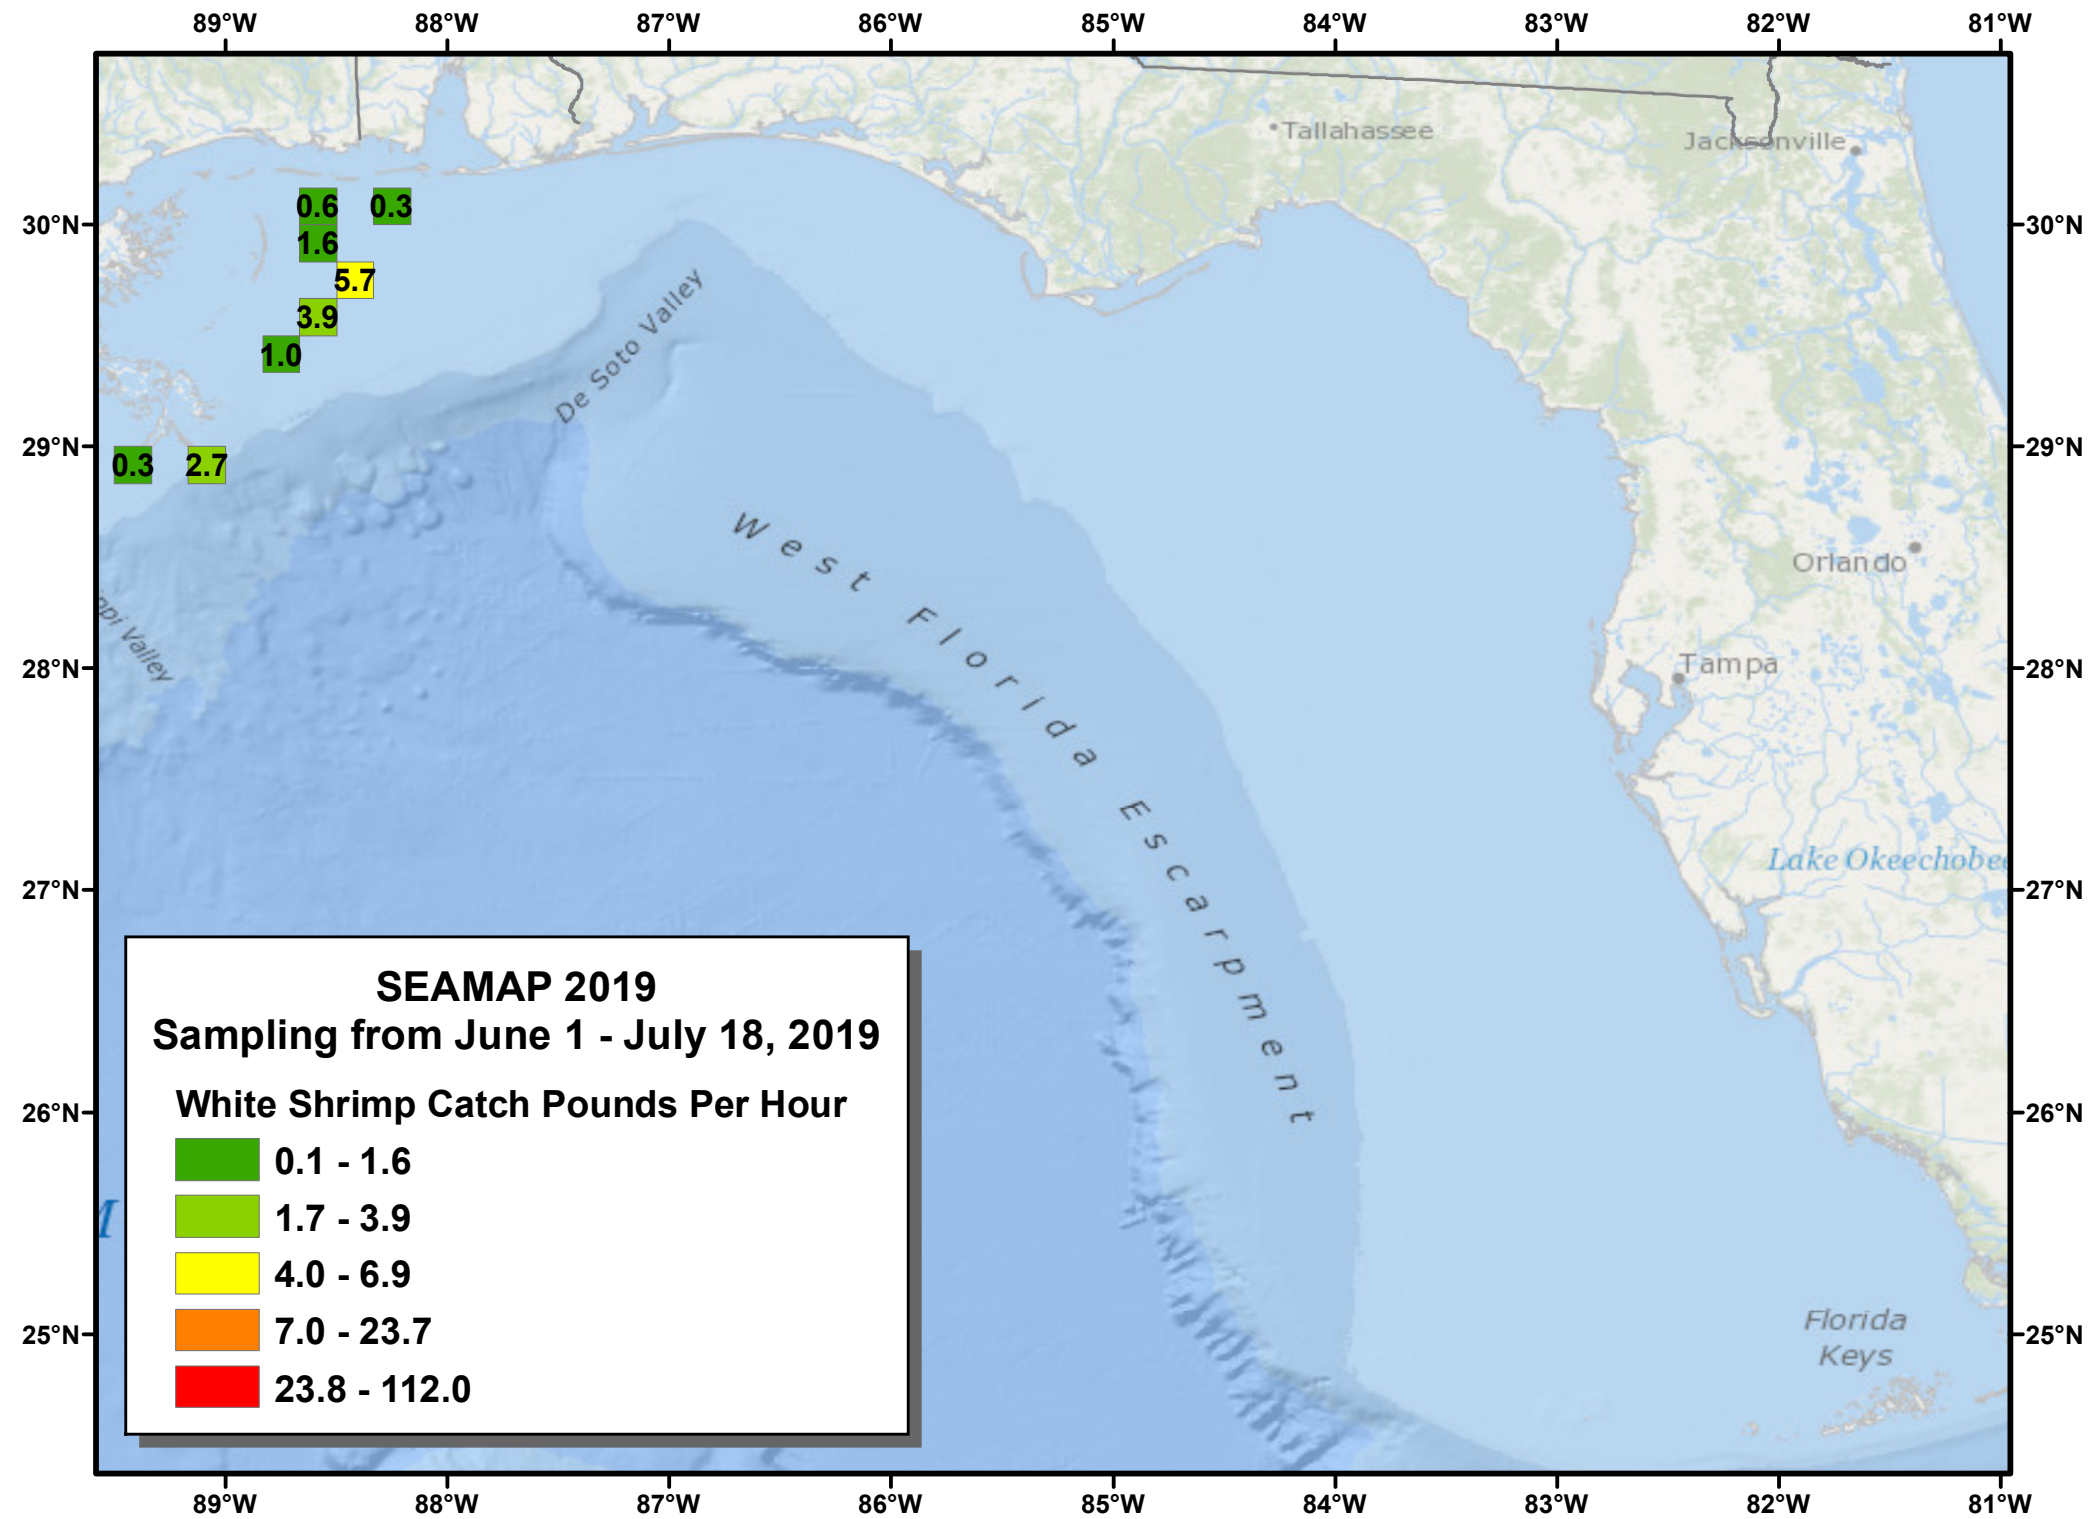 89°W 88°W 87°W 86°W 85°W 84°W 83°W 82°W 81°W
Tallahassee
Jacksonville
0.6 0.3
30°N 30°N
1.6
5.7
3.9
De Soto Valley
1.0
29°N 29°N
0.3 2.7
West Florida Escarpment
Orlando
Valley
28°N 28°N
Tampa
Lake Okeechobe
27°N 27°N
SEAMAP 2019
Sampling from June 1 - July 18, 2019
White Shrimp Catch Pounds Per Hour
26°N 26°N
0.1 - 1.6
1.7 - 3.9
4.0 - 6.9
7.0 - 23.7
23.8 - 112.0
25°N 25°N
Florida
Keys
89°W 88°W 87°W 86°W 85°W 84°W 83°W 82°W 81°W